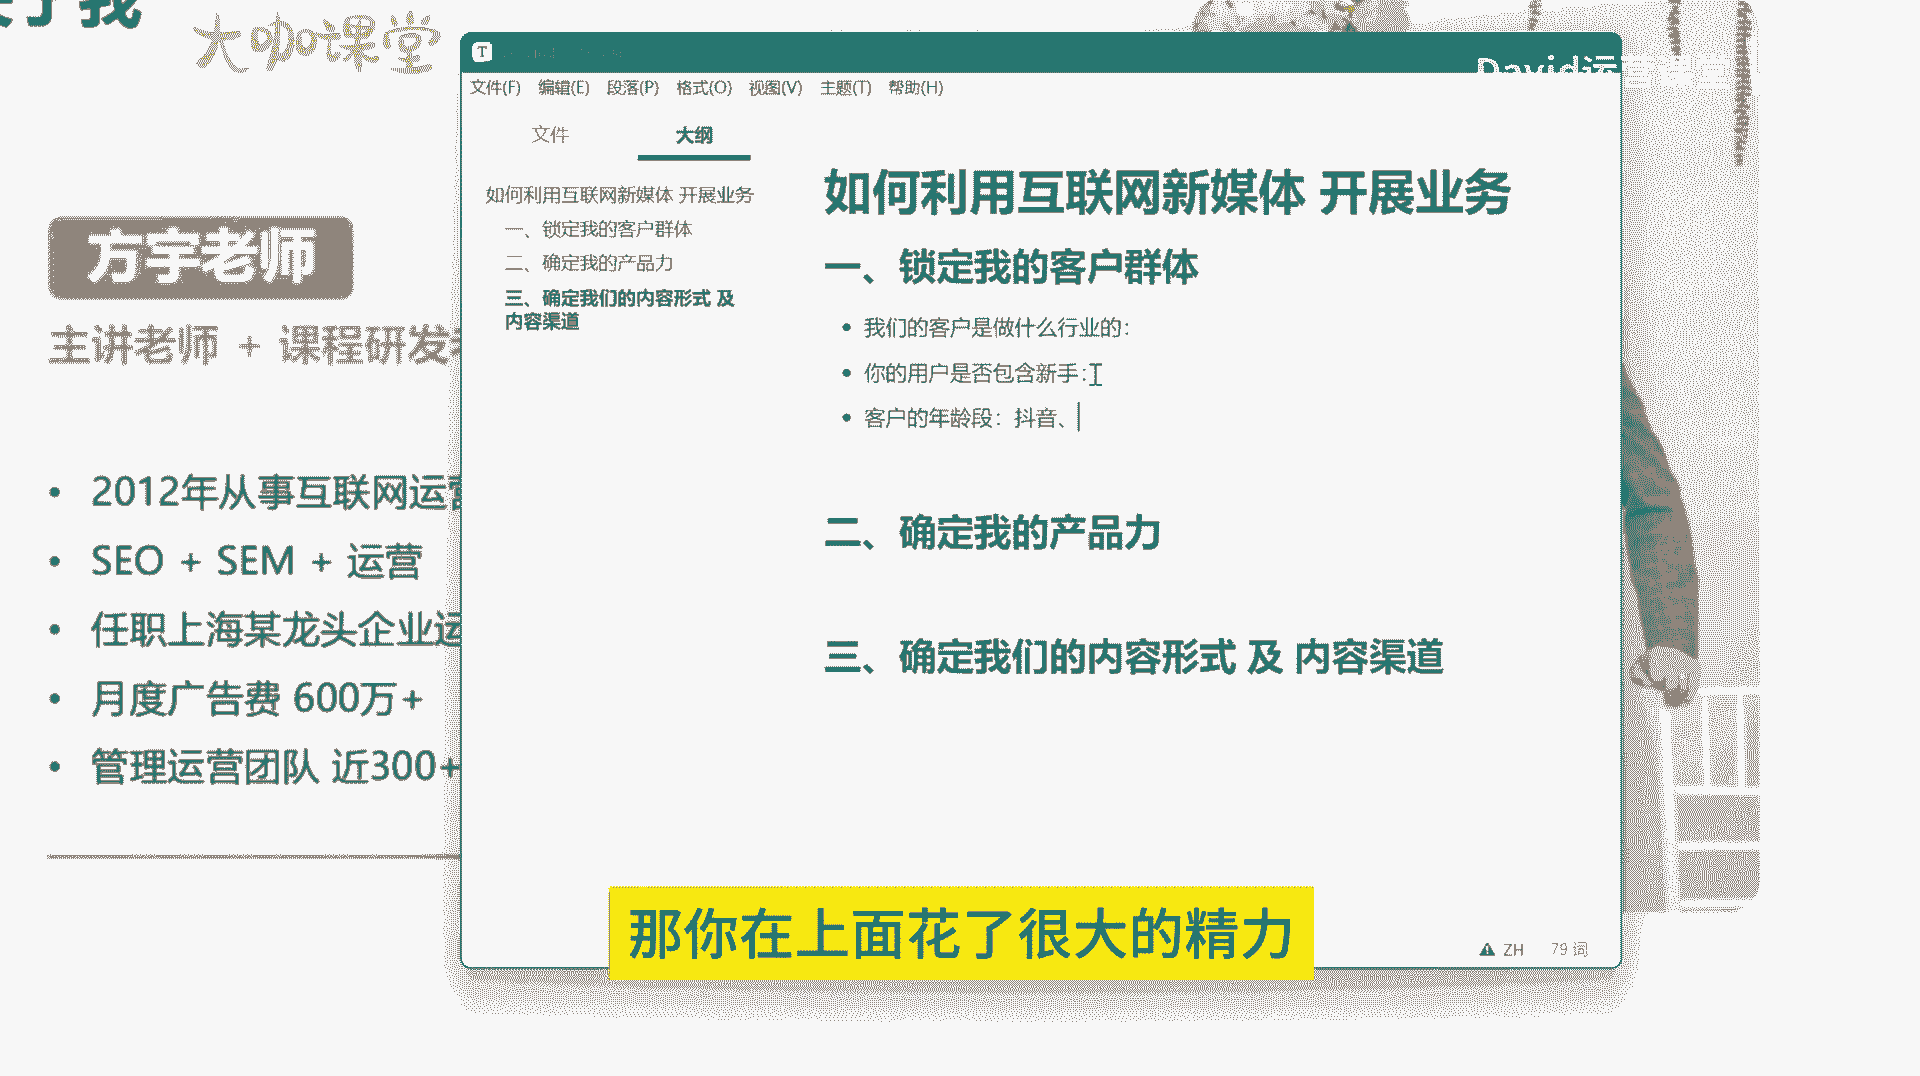 大咖课堂
方宇老师
主讲老师 + 课程研发
2012年从事互联网运营
SEO + SEM + 运营
任职上海某龙头企业运
月度广告费 600万+
管理运营团队 近300+
T
David运营课堂
文件(F) 编辑(E) 段落(P) 格式(O) 视图(V) 主题(T) 帮助(H)
文件 大纲
如何利用互联网新媒体 开展业务
一、锁定我的客户群体
二、确定我的产品力
三、确定我们的内容形式 及
内容渠道
如何利用互联网新媒体 开展业务
一、锁定我的客户群体
我们的客户是做什么行业的：
你的用户是否包含新手：
客户的年龄段：抖音、
二、确定我的产品力
三、确定我们的内容形式 及 内容渠道
那你在上面花了很大的精力
ZH 79 词